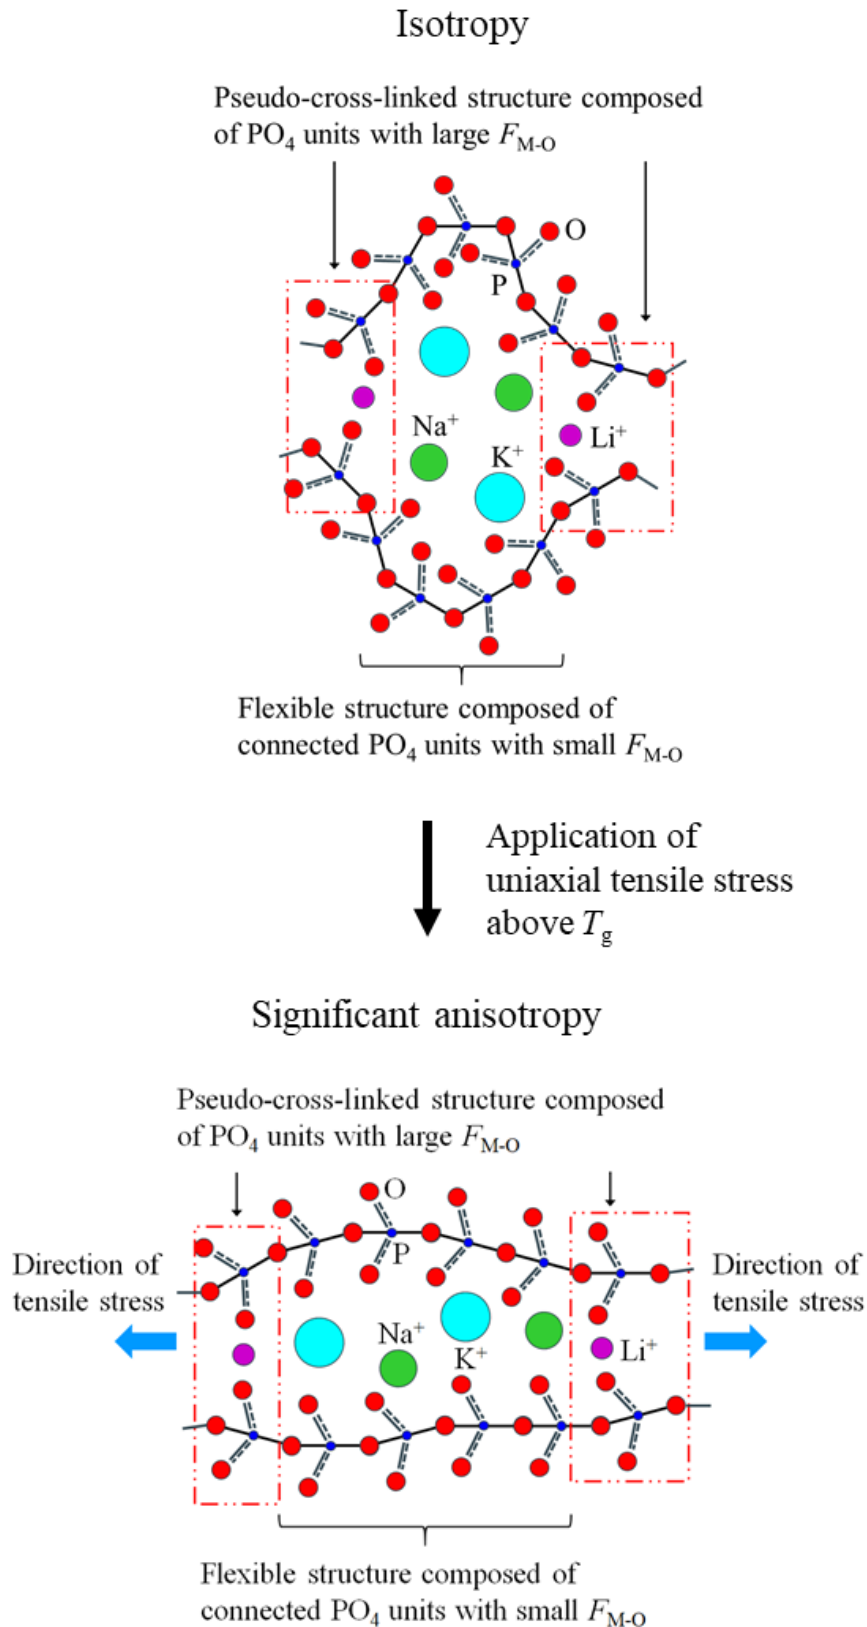 Isotropy
Pseudo-cross-linked structure composed
of PO4 units with large FM-O
O
P
Na+
K+
Li+
Flexible structure composed of
connected PO4 units with small FM-O
Application of
uniaxial tensile stress
above Tg
Significant anisotropy
Pseudo-cross-linked structure composed
of PO4 units with large FM-O
O
P
Direction of
tensile stress
Direction of
tensile stress
Na+
K+
Li+
Flexible structure composed of
connected PO4 units with small FM-O